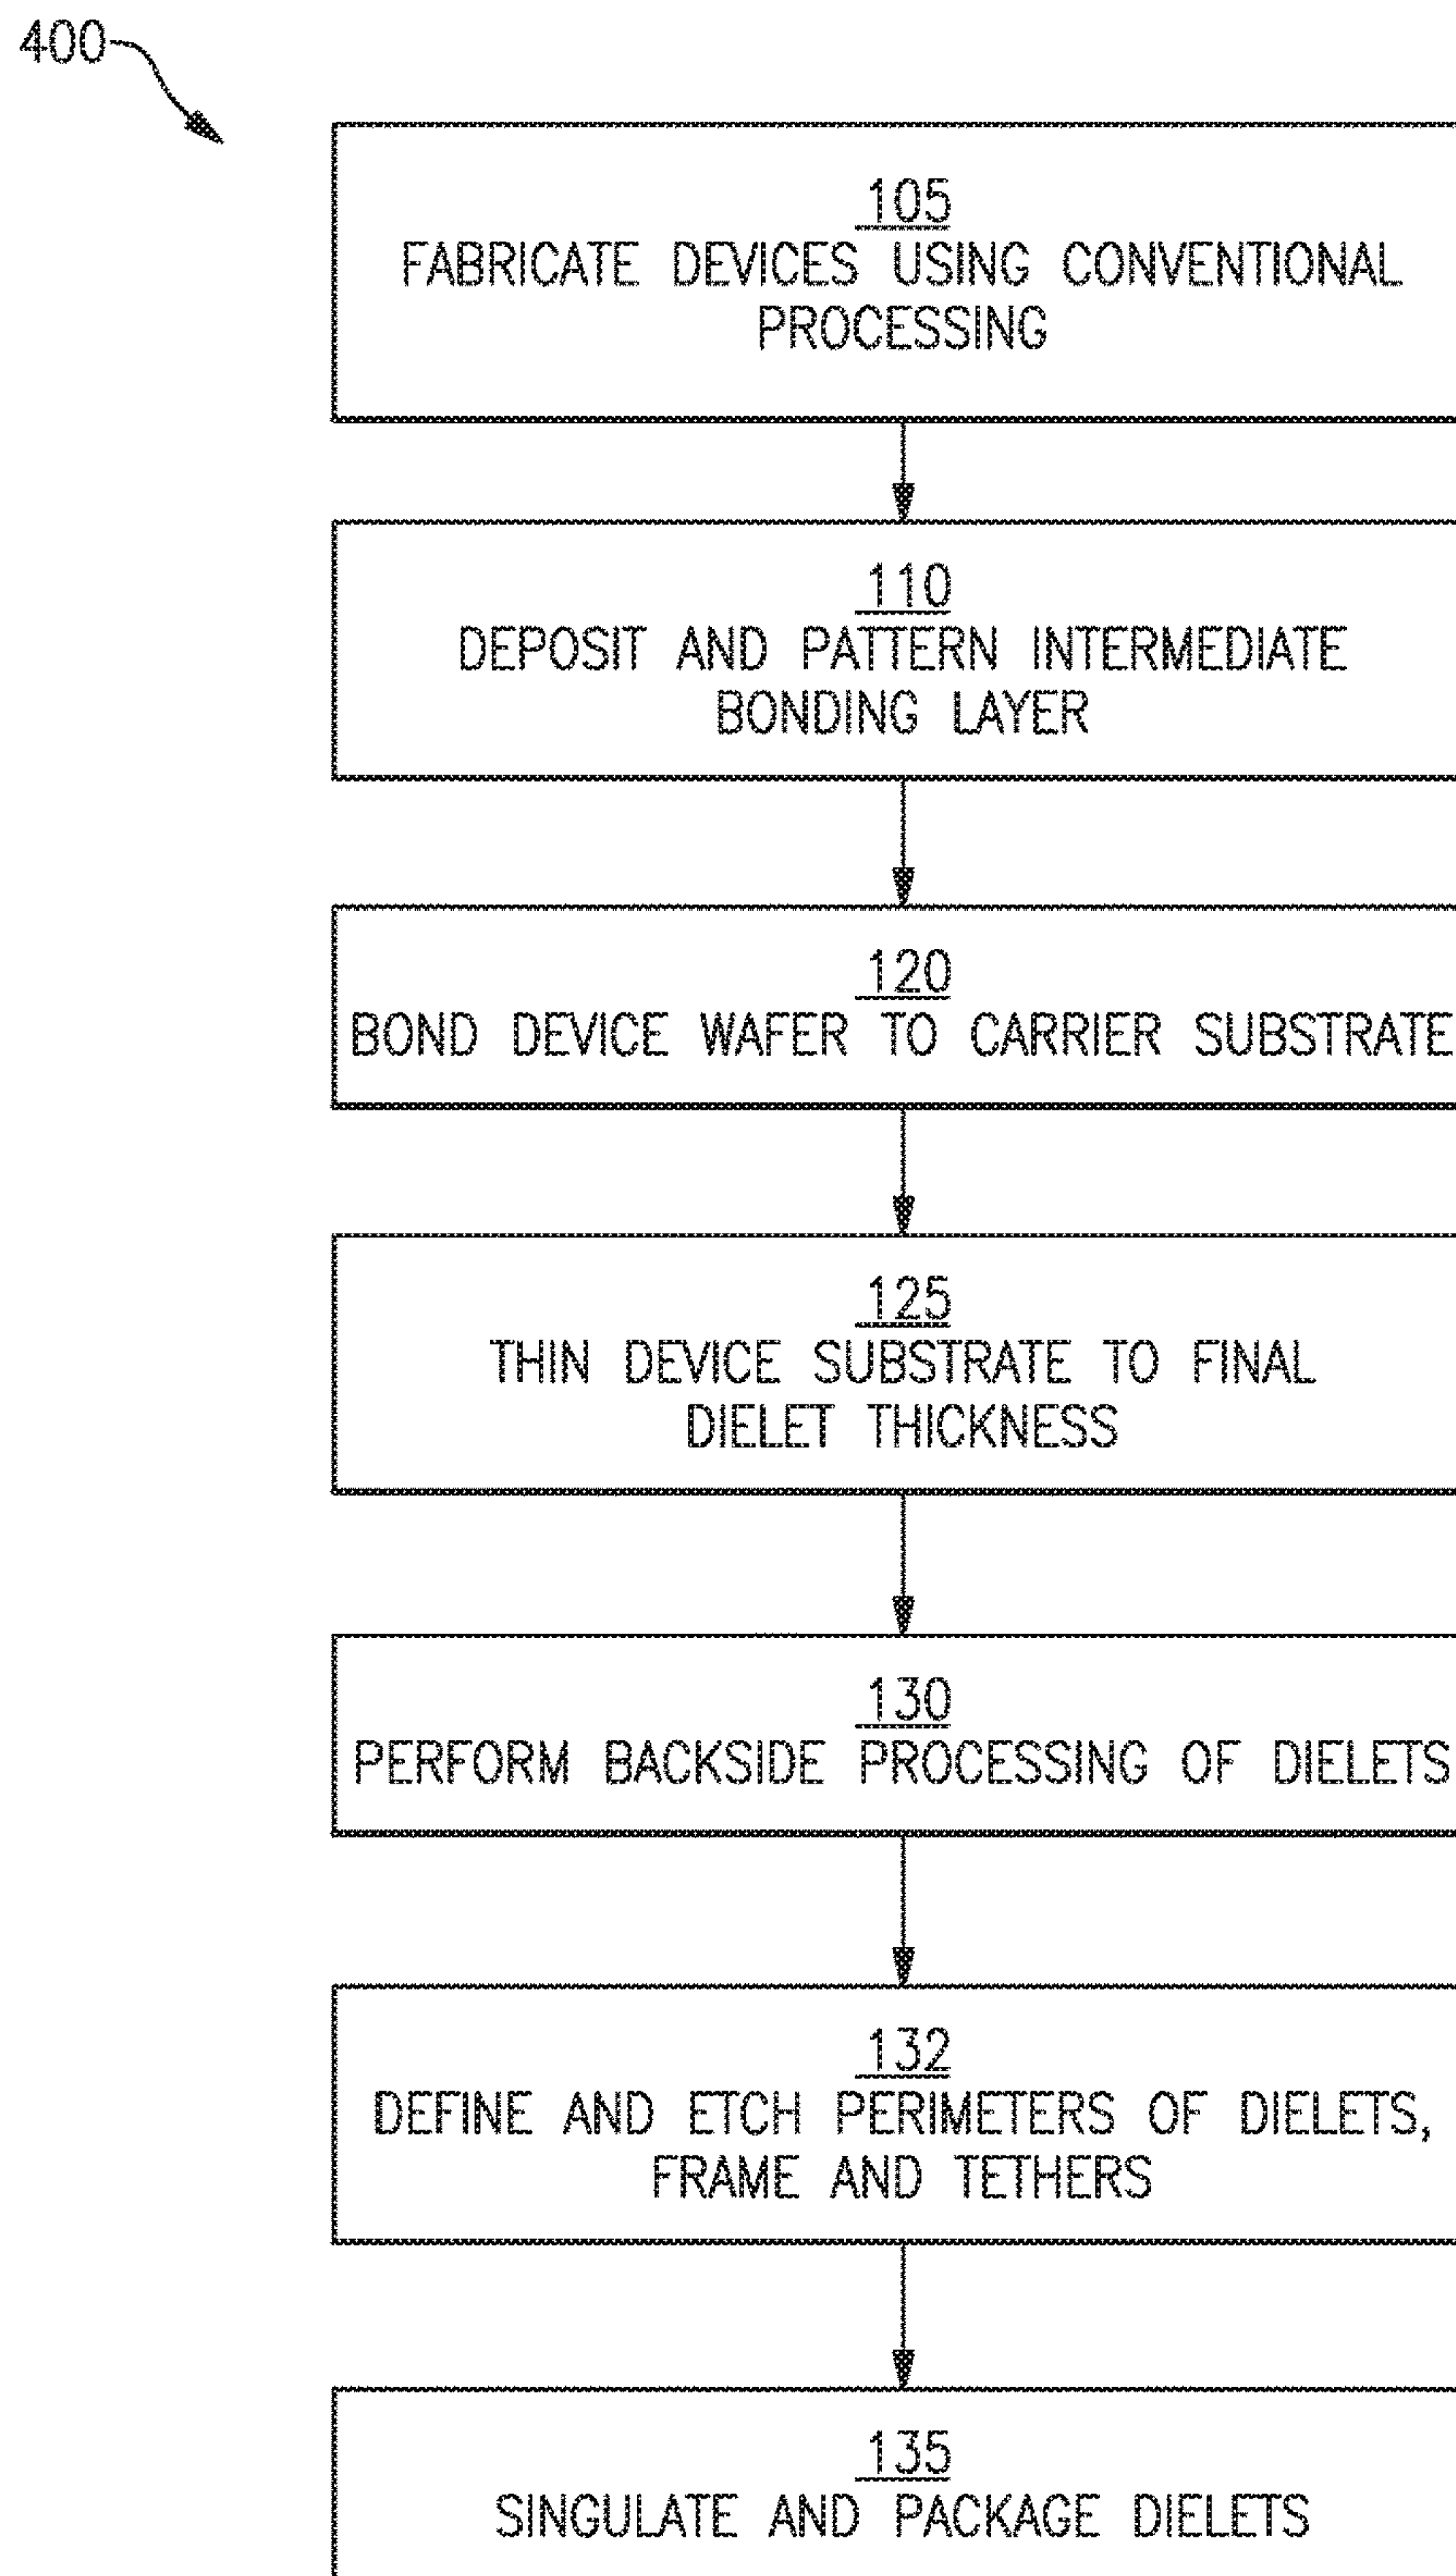 400
105
FABRICATE DEVICES USING CONVENTIONAL
PROCESSING
110
DEPOSIT AND PATTERN INTERMEDIATE
BONDING LAYER
120
BOND DEVICE WAFER TO CARRIER SUBSTRATE
125
THIN DEVICE SUBSTRATE TO FINAL
DIELET THICKNESS
130
PERFORM BACKSIDE PROCESSING OF DIELETS
132
DEFINE AND ETCH PERIMETERS OF DIELETS,
FRAME AND TETHERS
135
SINGULATE AND PACKAGE DIELETS